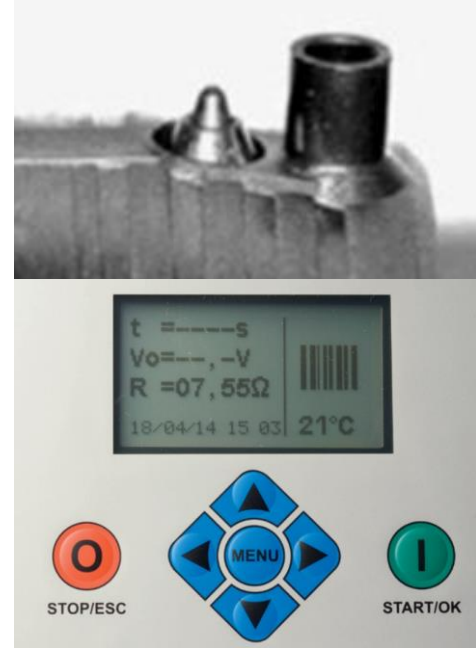 t =----s
Vo=--,-V
R =07,55Ω
18/04/14 15 03
21°C
O
MENU
I
STOP/ESC
START/OK